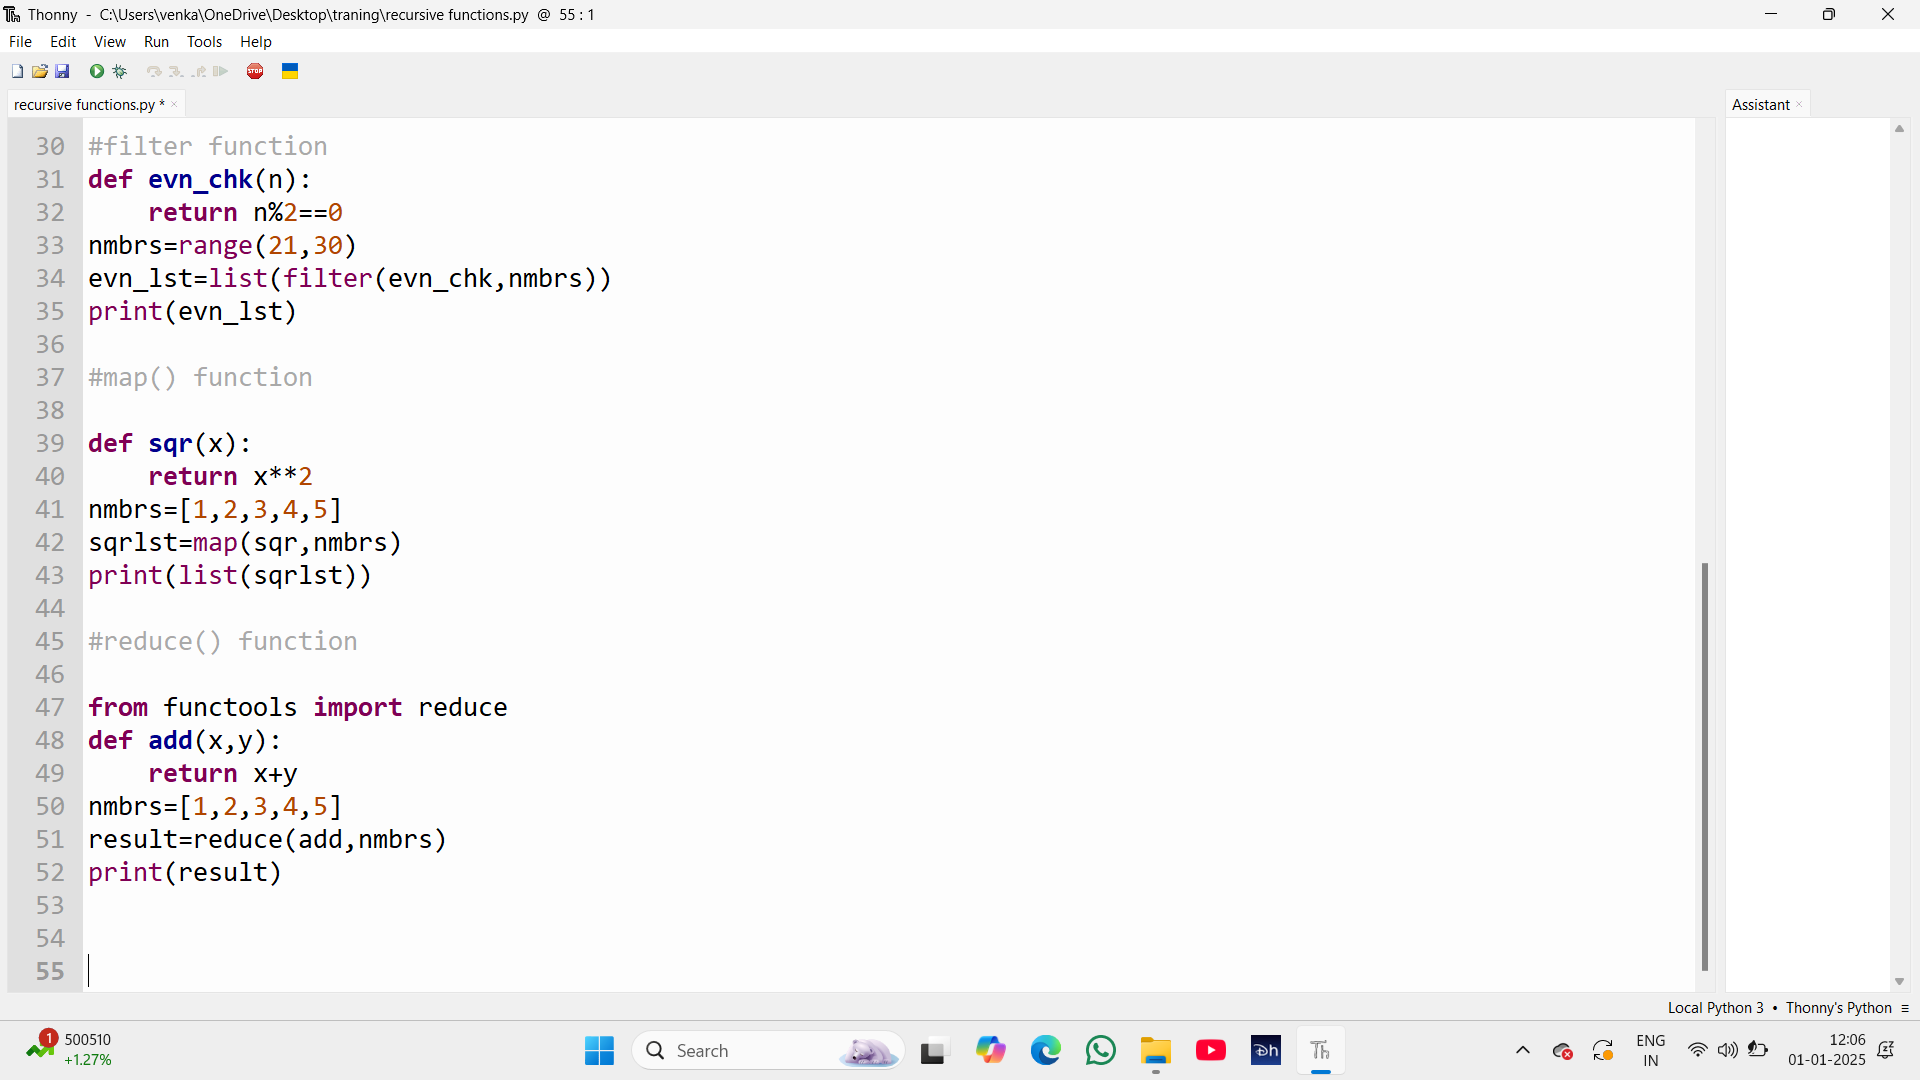 Thonny - C:\Users\venka\OneDrive\Desktop\traning\recursive functions.py @ 55 : 1
File Edit View Run Tools Help
STOP
recursive functions.py * ×
Assistant ×
30 #filter function
31 def evn_chk(n):
32     return n%2==0
33 nmbrs=range(21,30)
34 evn_lst=list(filter(evn_chk,nmbrs))
35 print(evn_lst)
36
37 #map() function
38
39 def sqr(x):
40     return x**2
41 nmbrs=[1,2,3,4,5]
42 sqrlst=map(sqr,nmbrs)
43 print(list(sqrlst))
44
45 #reduce() function
46
47 from functools import reduce
48 def add(x,y):
49     return x+y
50 nmbrs=[1,2,3,4,5]
51 result=reduce(add,nmbrs)
52 print(result)
53
54
55
Local Python 3 • Thonny's Python ≡
1 500510
+1.27%
Search
Dh
Th
ENG
IN
12:06
01-01-2025